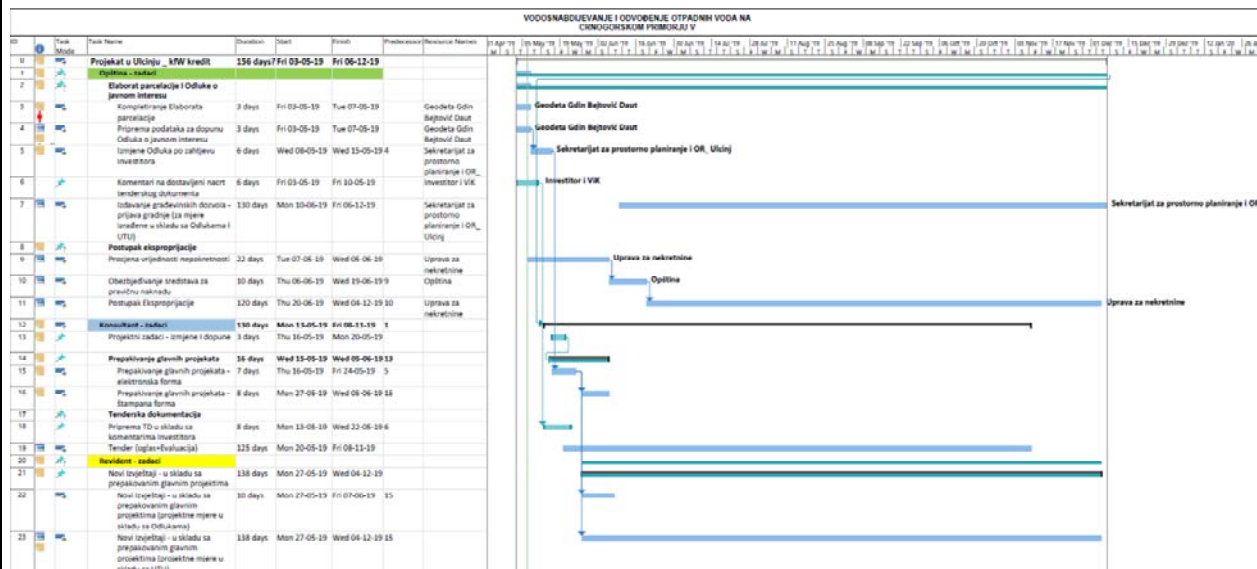 VODOSNABDIJEVANJE I ODVOĐENJE OTPADNIH VODA NA
CRNOGORSKOM PRIMORJU V
ID Task Mode Task Name Duration Start Finish Predecessor Resource Names
0 Projekat u Ulcinju _ kfW kredit 156 days? Fri 03-05-19 Fri 06-12-19
1 Opština - zadaci
2 Elaborat parcelacije i Odluke o
javnom interesu
3 Kompletiranje Elaborata 3 days Fri 03-05-19 Tue 07-05-19 Geodeta Gdin
parcelacije Bejtović Daut
Geodeta Gdin Bejtović Daut
4 Priprema podataka za dopunu 3 days Fri 03-05-19 Tue 07-05-19 Geodeta Gdin
Odluka o javnom interesu Bejtović Daut
Geodeta Gdin Bejtović Daut
5 Izmjene Odluka po zahtjevu 6 days Wed 08-05-19 Wed 15-05-19 4 Sekretarijat za
investitora prostorno
planiranje i OR_
Sekretarijat za prostorno planiranje i OR_ Ulcinj
6 Komentari na dostavljeni nacrt 6 days Fri 03-05-19 Fri 10-05-19 Investitor i ViK
tenderskog dokumenta
Investitor i ViK
7 Izdavanje građevinskih dozvola - 130 days Mon 10-06-19 Fri 06-12-19 Sekretarijat za
prijava gradnje (za mjere prostorno
izrađene u skladu sa Odlukama i planiranje i OR_
UTU) Ulcinj
Sekretarijat za prostorno planiranje i OR
8 Postupak eksproprijacije
9 Procjena vrijednosti nepokretnosti 22 days Tue 07-05-19 Wed 05-06-19 Uprava za
nekretnine
Uprava za nekretnine
10 Obezbjeđivanje sredstava za 10 days Thu 06-06-19 Wed 19-06-19 9 Opština
pravičnu naknadu
Opština
11 Postupak Eksproprijacije 120 days Thu 20-06-19 Wed 04-12-19 10 Uprava za
nekretnine
Uprava za nekretnine
12 Konsultant - zadaci 130 days Mon 13-05-19 Fri 08-11-19 1
13 Projektni zadaci - izmjene i dopune 3 days Thu 16-05-19 Mon 20-05-19
14 Prepakivanje glavnih projekata 16 days Wed 15-05-19 Wed 05-06-19 13
15 Prepakivanje glavnih projekata - 7 days Thu 16-05-19 Fri 24-05-19 5
elektronska forma
16 Prepakivanje glavnih projekata - 8 days Mon 27-05-19 Wed 05-06-19
štampana forma
17 Tenderska dokumentacija
18 Priprema TD u skladu sa 8 days Mon 13-05-19 Wed 22-05-19 6
komentarima investitora
19 Tender (oglas+Evaluacija) 125 days Mon 20-05-19 Fri 08-11-19
20 Revident - zadaci
21 Novi Izvještaji - u skladu sa 138 days Mon 27-05-19 Wed 04-12-19
prepakovanim glavnim projektima
22 Novi Izvještaji - u skladu sa 10 days Mon 27-05-19 Fri 07-06-19 15
prepakovanim glavnim
projektima (projektne mjere u
skladu sa Odlukama)
23 Novi Izvještaji - u skladu sa 138 days Mon 27-05-19 Wed 04-12-19 15
prepakovanim glavnim
projektima (projektne mjere u